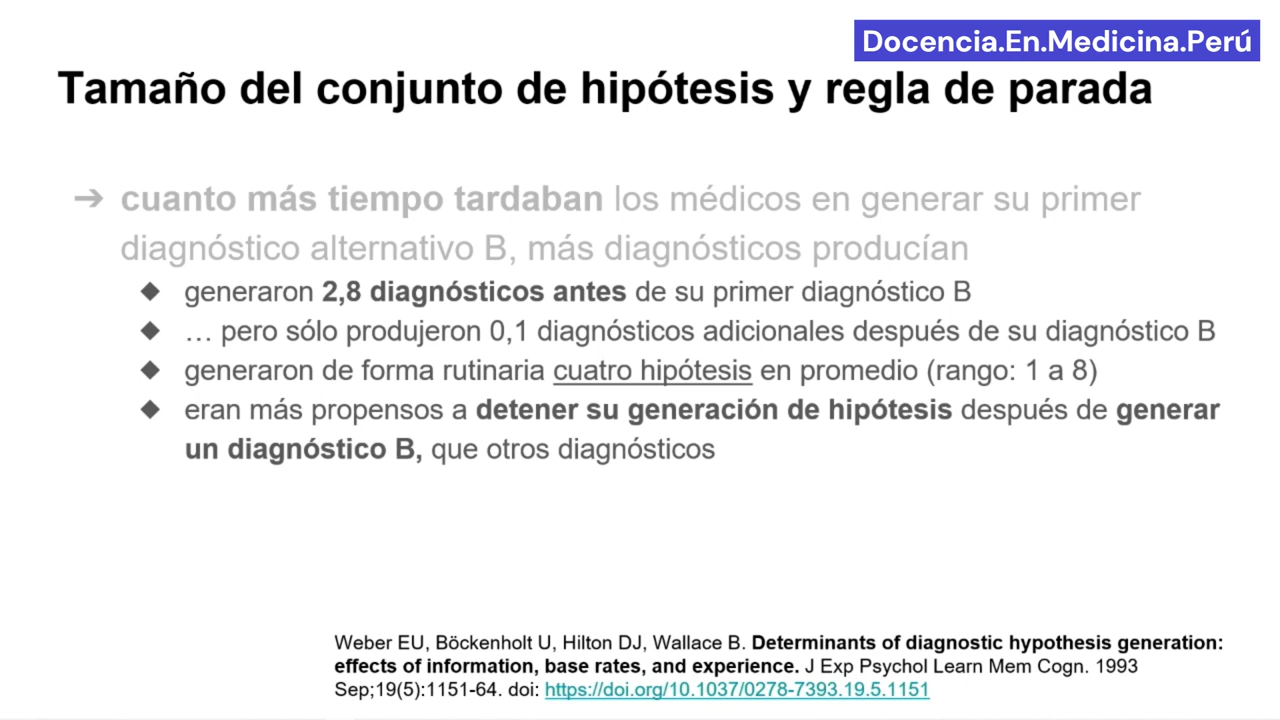 Docencia.En.Medicina.Perú
Tamaño del conjunto de hipótesis y regla de parada
➔ cuanto más tiempo tardaban los médicos en generar su primer
diagnóstico alternativo B, más diagnósticos producían
◆ generaron 2,8 diagnósticos antes de su primer diagnóstico B
◆ … pero sólo produjeron 0,1 diagnósticos adicionales después de su diagnóstico B
◆ generaron de forma rutinaria cuatro hipótesis en promedio (rango: 1 a 8)
◆ eran más propensos a detener su generación de hipótesis después de generar
un diagnóstico B, que otros diagnósticos
Weber EU, Böckenholt U, Hilton DJ, Wallace B. Determinants of diagnostic hypothesis generation:
effects of information, base rates, and experience. J Exp Psychol Learn Mem Cogn. 1993
Sep;19(5):1151-64. doi: https://doi.org/10.1037/0278-7393.19.5.1151